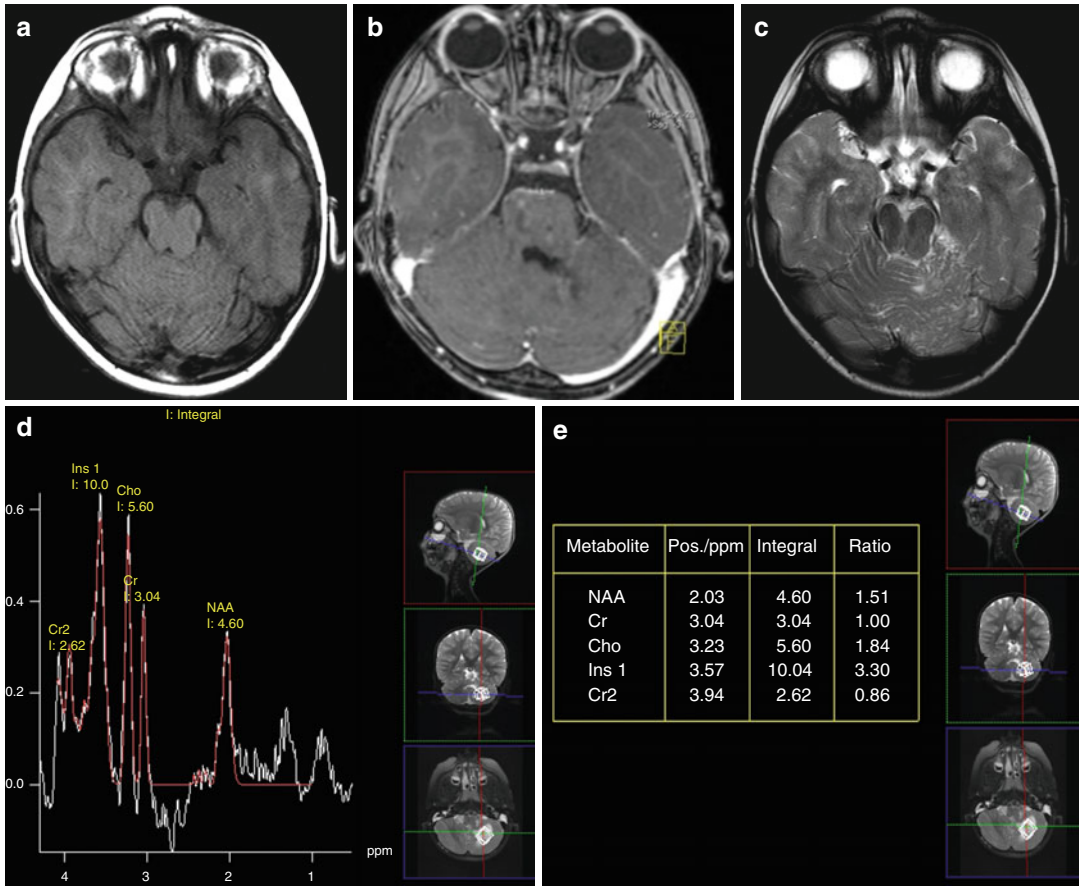 a
b
c
d
I: Integral
Ins 1
I: 10.0
Cho
I: 5.60
0.6
0.4
Cr
I: 3.04
NAA
I: 4.60
Cr2
I: 2.62
0.2
0.0
ppm
4 3 2 1
e
Metabolite Pos./ppm Integral Ratio
NAA 2.03 4.60 1.51
Cr 3.04 3.04 1.00
Cho 3.23 5.60 1.84
Ins 1 3.57 10.04 3.30
Cr2 3.94 2.62 0.86